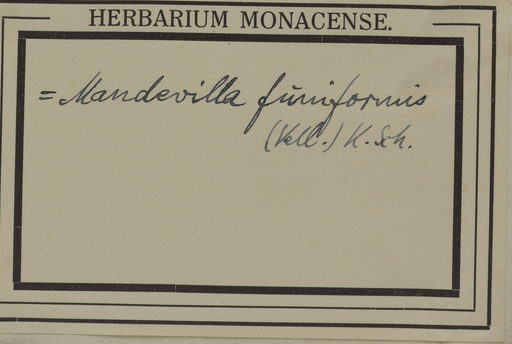 HERBARIUM MONACENSE.
= Mandevilla funiformis
(Vell.) K. Sch.